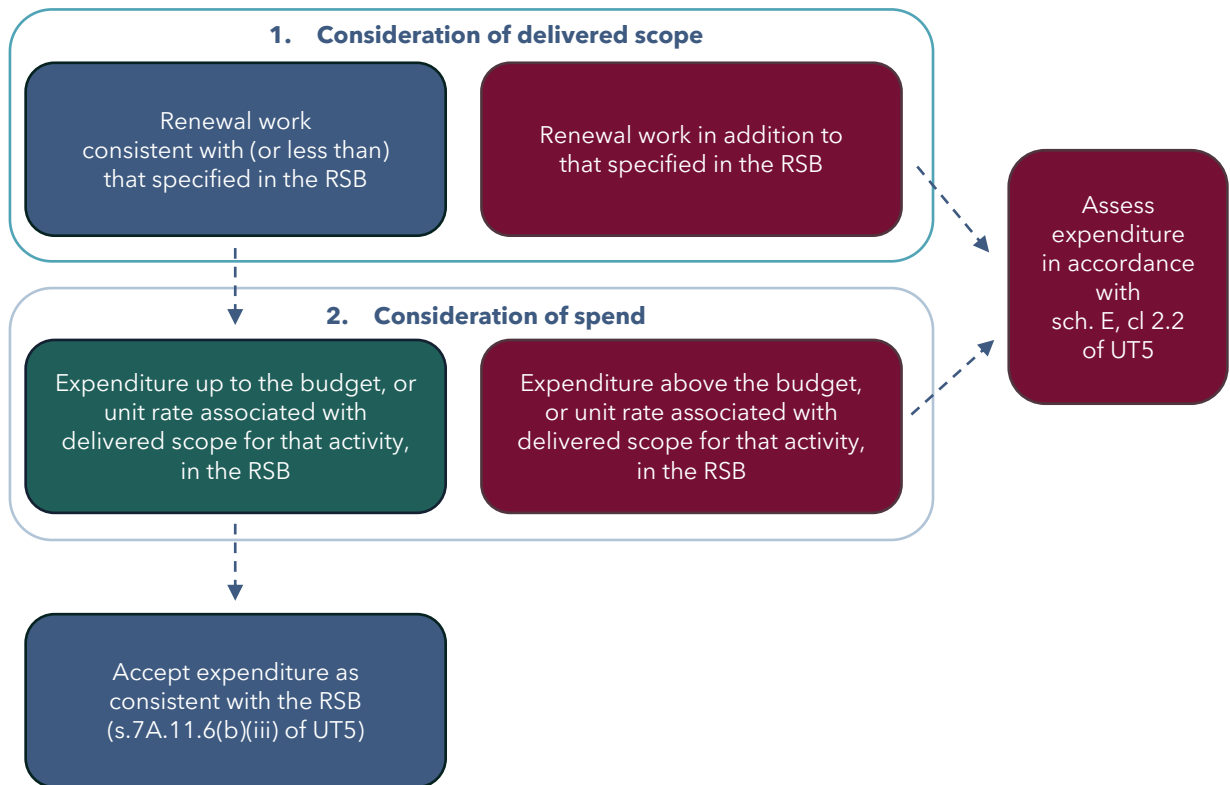 1. Consideration of delivered scope
Renewal work
consistent with (or less than)
that specified in the RSB
Renewal work in addition to
that specified in the RSB
Assess
expenditure
in accordance
with
sch. E, cl 2.2
of UT5
2. Consideration of spend
Expenditure up to the budget, or
unit rate associated with
delivered scope for that activity,
in the RSB
Expenditure above the budget,
or unit rate associated with
delivered scope for that activity,
in the RSB
Accept expenditure as
consistent with the RSB
(s.7A.11.6(b)(iii) of UT5)